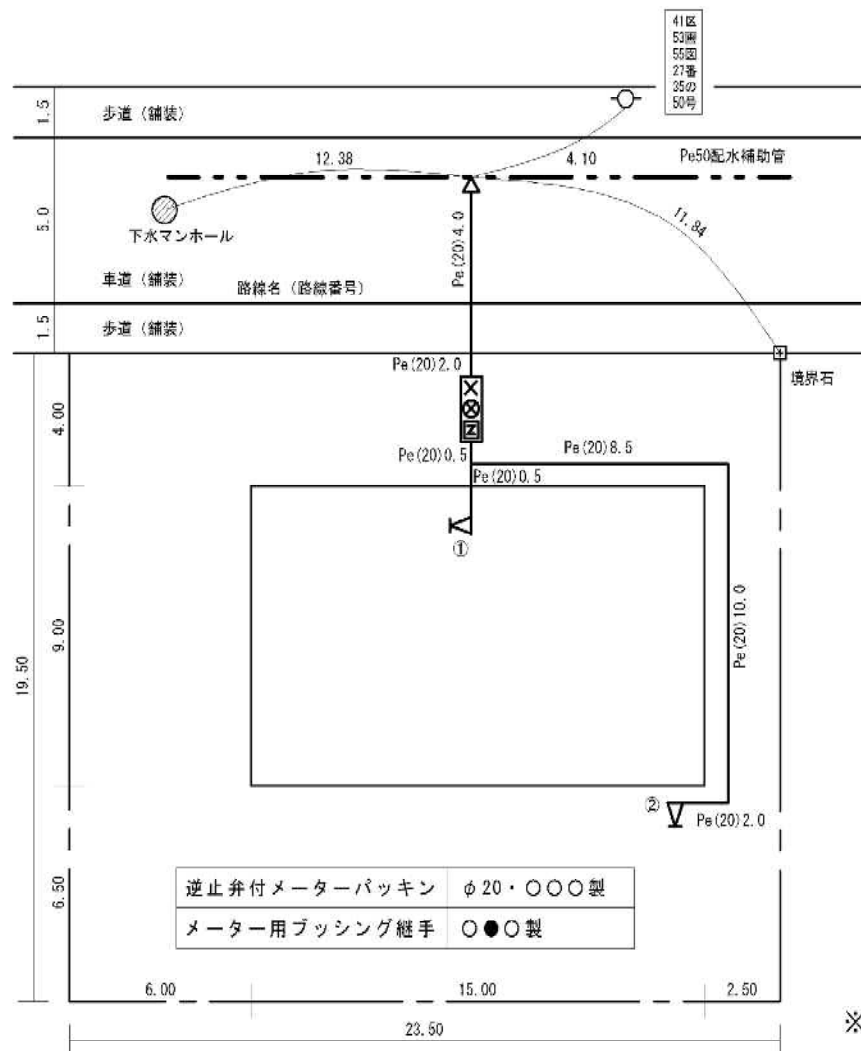 41区
53画
55図
27番
35の
50号
1.5
歩道（舗装）
12.38
4.10
Pe50配水補助管
下水マンホール
5.0
Pe(20)4.0
11.84
車道（舗装）
路線名（路線番号）
1.5
歩道（舗装）
Pe(20)2.0
境界石
4.00
Pe(20)0.5
Pe(20)8.5
Pe(20)0.5
①
9.00
19.50
Pe(20)10.0
②
Pe(20)2.0
6.50
逆止弁付メーターパッキン φ20・○○○製
メーター用ブッシング継手 ○●○製
6.00
15.00
2.50
23.50
※